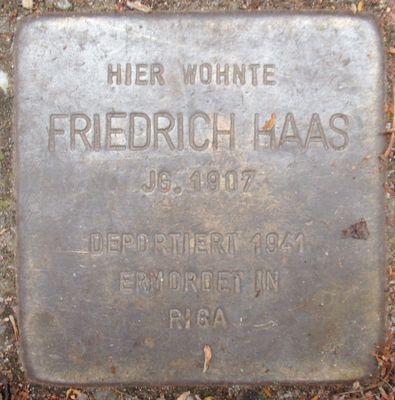 HIER WOHNTE
FRIEDRICH HAAS
JG. 1907
DEPORTIERT 1941
ERMORDET IN
RIGA